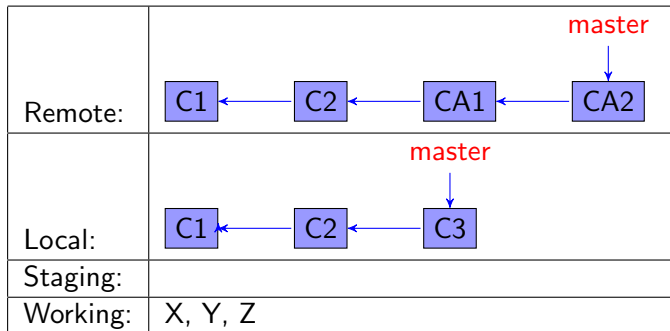 master
Remote: C1 C2 CA1 CA2
master
Local: C1 C2 C3
Staging:
Working: X, Y, Z